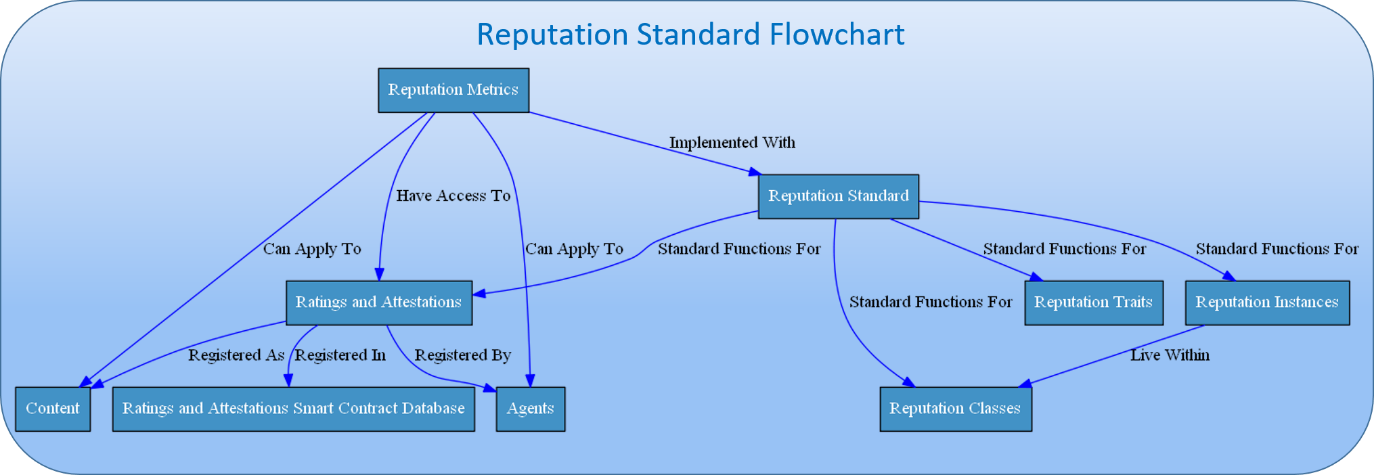 Reputation Standard Flowchart
Reputation Metrics
Implemented With
Reputation Standard
Have Access To
Can Apply To
Can Apply To
Standard Functions For
Standard Functions For
Standard Functions For
Ratings and Attestations
Standard Functions For
Reputation Traits
Reputation Instances
Registered As
Registered In
Registered By
Live Within
Content
Ratings and Attestations Smart Contract Database
Agents
Reputation Classes